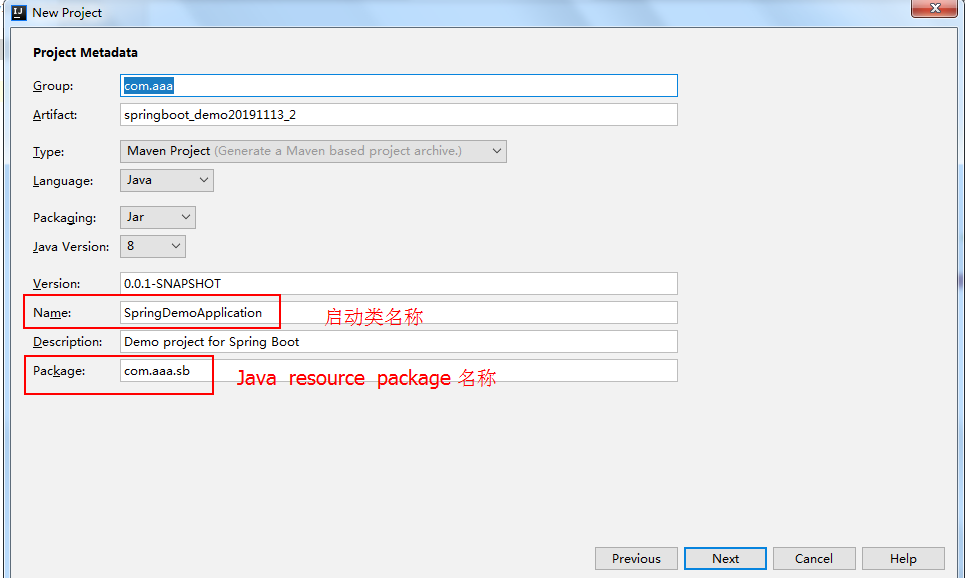 New Project
Project Metadata
Group: com.aaa
Artifact: springboot_demo20191113_2
Type: Maven Project (Generate a Maven based project archive.)
Language: Java
Packaging: Jar
Java Version: 8
Version: 0.0.1-SNAPSHOT
Name: SpringDemoApplication 启动类名称
Description: Demo project for Spring Boot
Package: com.aaa.sb Java resource package 名称
Previous Next Cancel Help